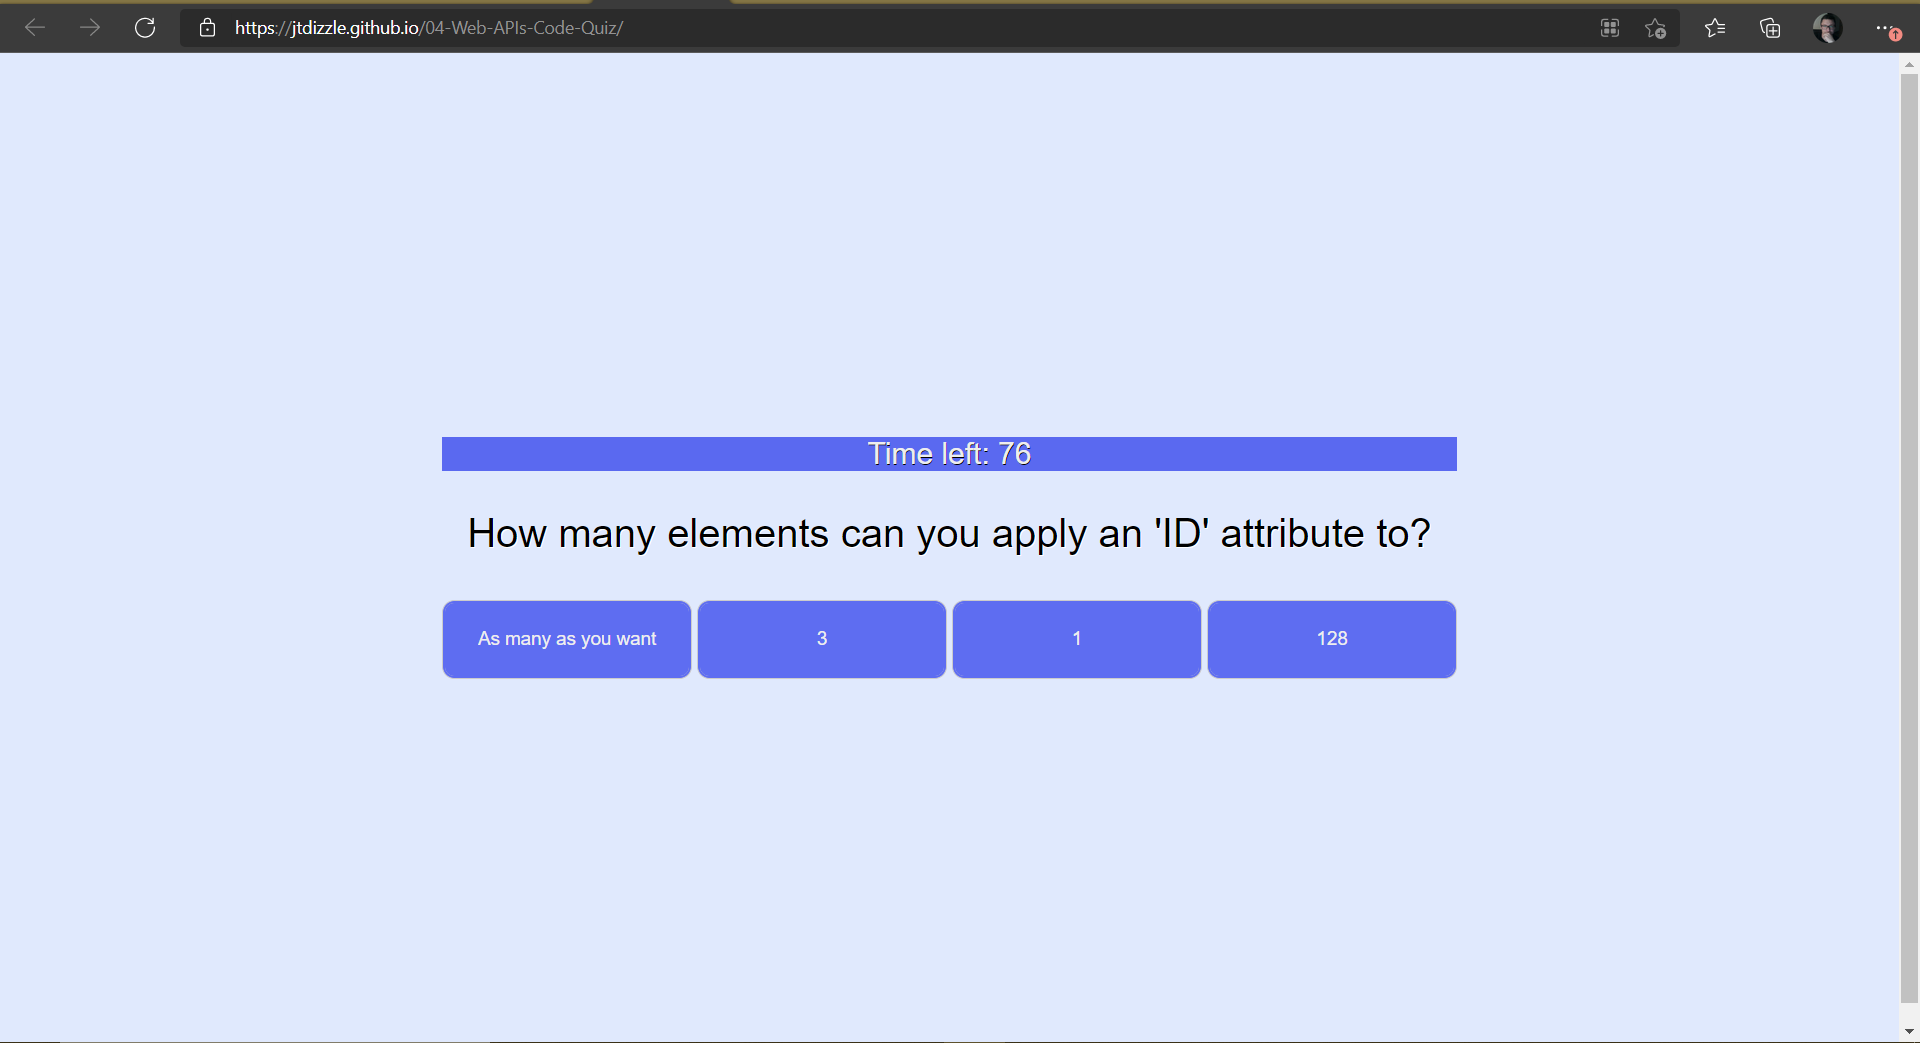 https://jtdizzle.github.io/04-Web-APIs-Code-Quiz/
Time left: 76
How many elements can you apply an 'ID' attribute to?
As many as you want
3
1
128